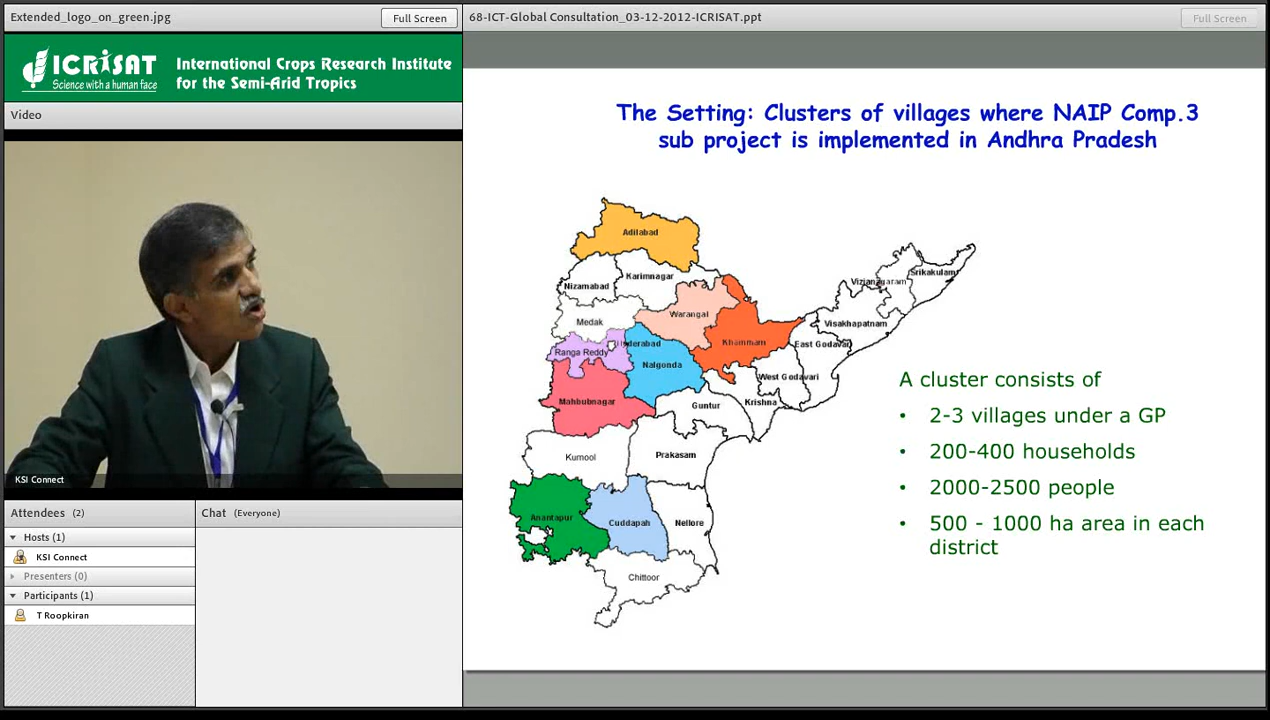 Extended_logo_on_green.jpg
Full Screen
68-ICT-Global Consultation_03-12-2012-ICRISAT.ppt
Full Screen
ICRISAT
Science with a human face
International Crops Research Institute
for the Semi-Arid Tropics
Video
KSI Connect
Attendees (2)
Hosts (1)
KSI Connect
Presenters (0)
Participants (1)
T Roopkiran
Chat (Everyone)
The Setting: Clusters of villages where NAIP Comp.3
sub project is implemented in Andhra Pradesh
Adilabad
Nizamabad
Karimnagar
Medak
Warangal
Ranga Reddy
Hyderabad
Khammam
Nalgonda
Mahbubnagar
Srikakulam
Vizianagaram
Visakhapatnam
East Godavari
West Godavari
Krishna
Guntur
Kurnool
Prakasam
Anantapur
Cuddapah
Nellore
Chittoor
A cluster consists of
• 2-3 villages under a GP
• 200-400 households
• 2000-2500 people
• 500 - 1000 ha area in each
district